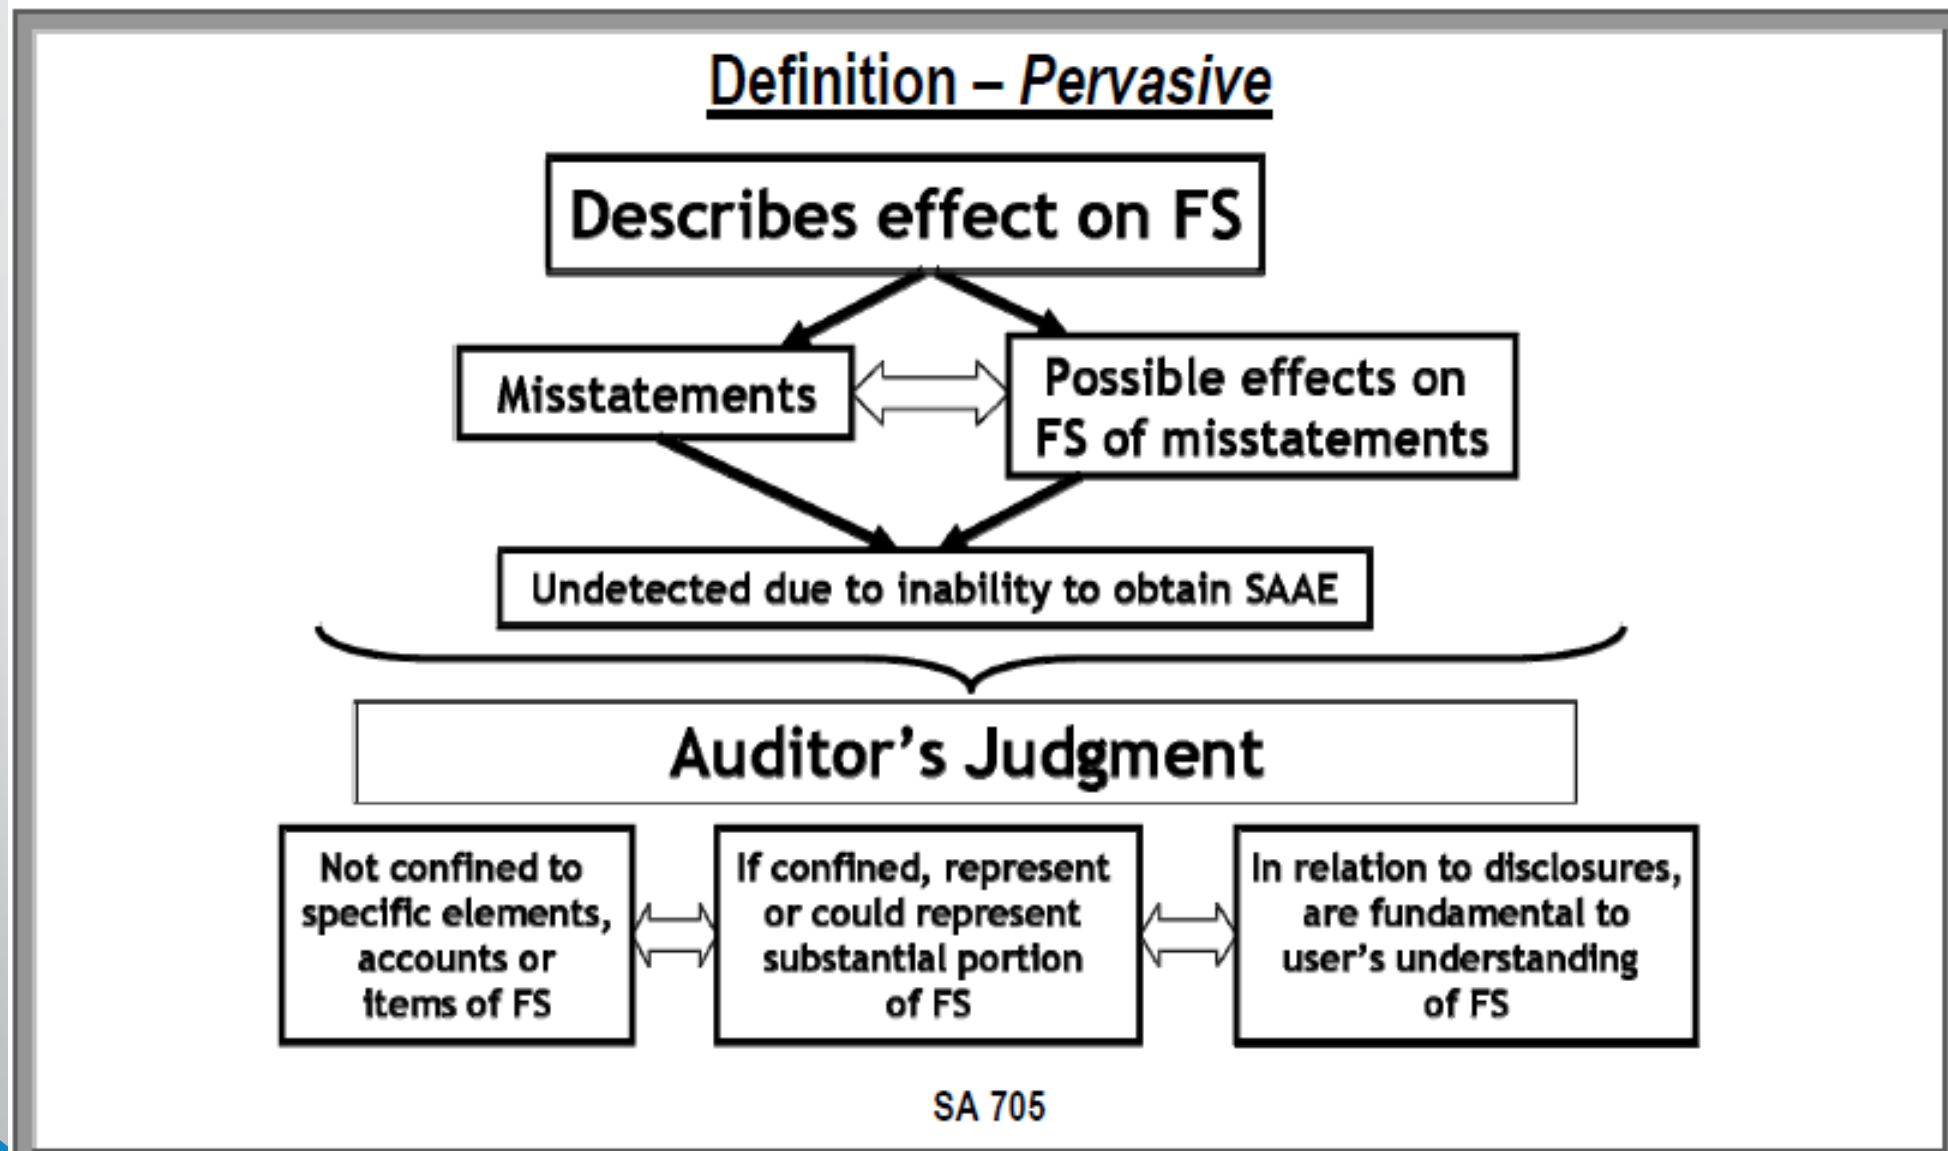 Definition – Pervasive
Describes effect on FS
Misstatements
Possible effects on
FS of misstatements
Undetected due to inability to obtain SAAE
Auditor's Judgment
Not confined to
specific elements,
accounts or
items of FS
If confined, represent
or could represent
substantial portion
of FS
In relation to disclosures,
are fundamental to
user's understanding
of FS
SA 705